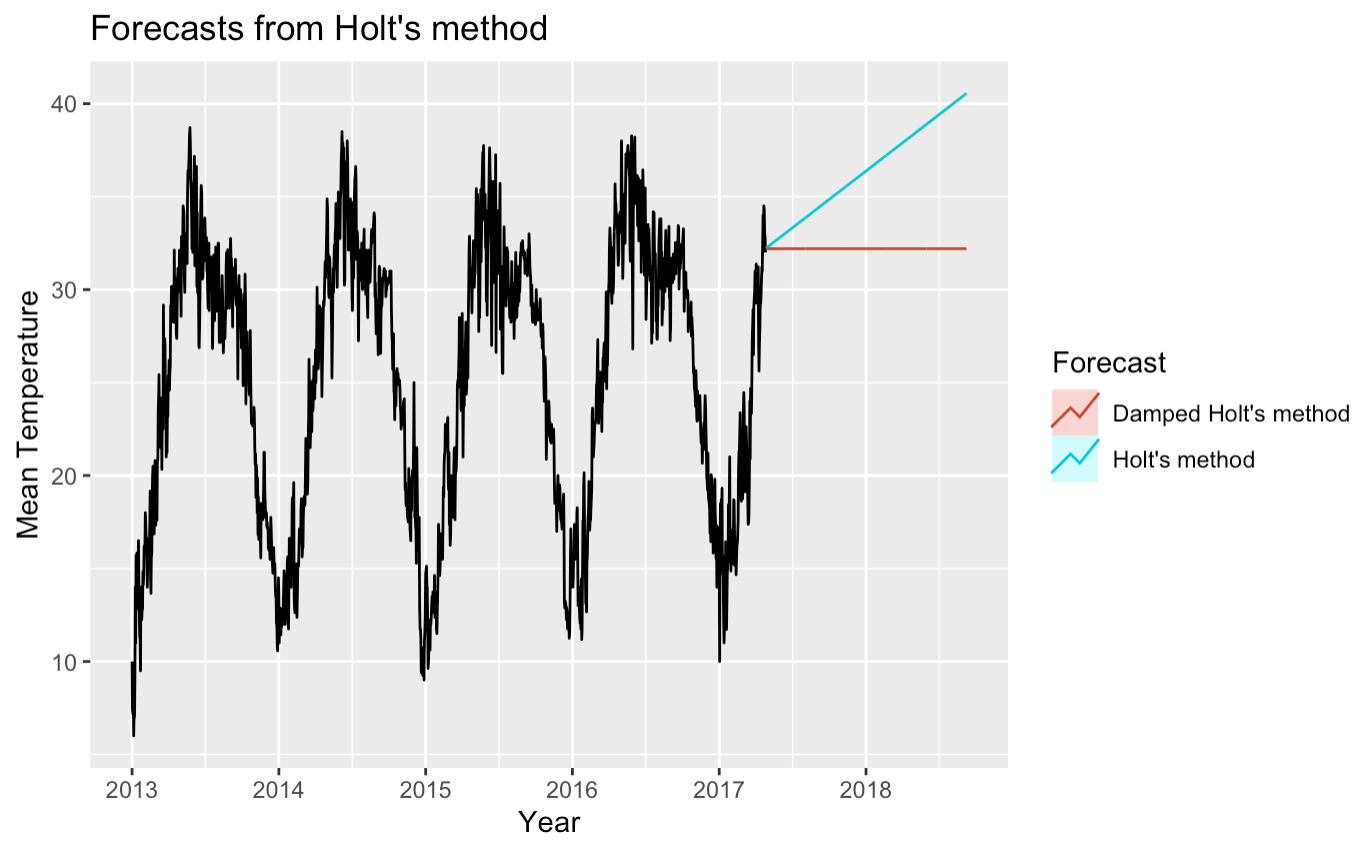 Forecasts from Holt's method
40
30
20
10
Mean Temperature
2013 2014 2015 2016 2017 2018
Year
Forecast
Damped Holt's method
Holt's method